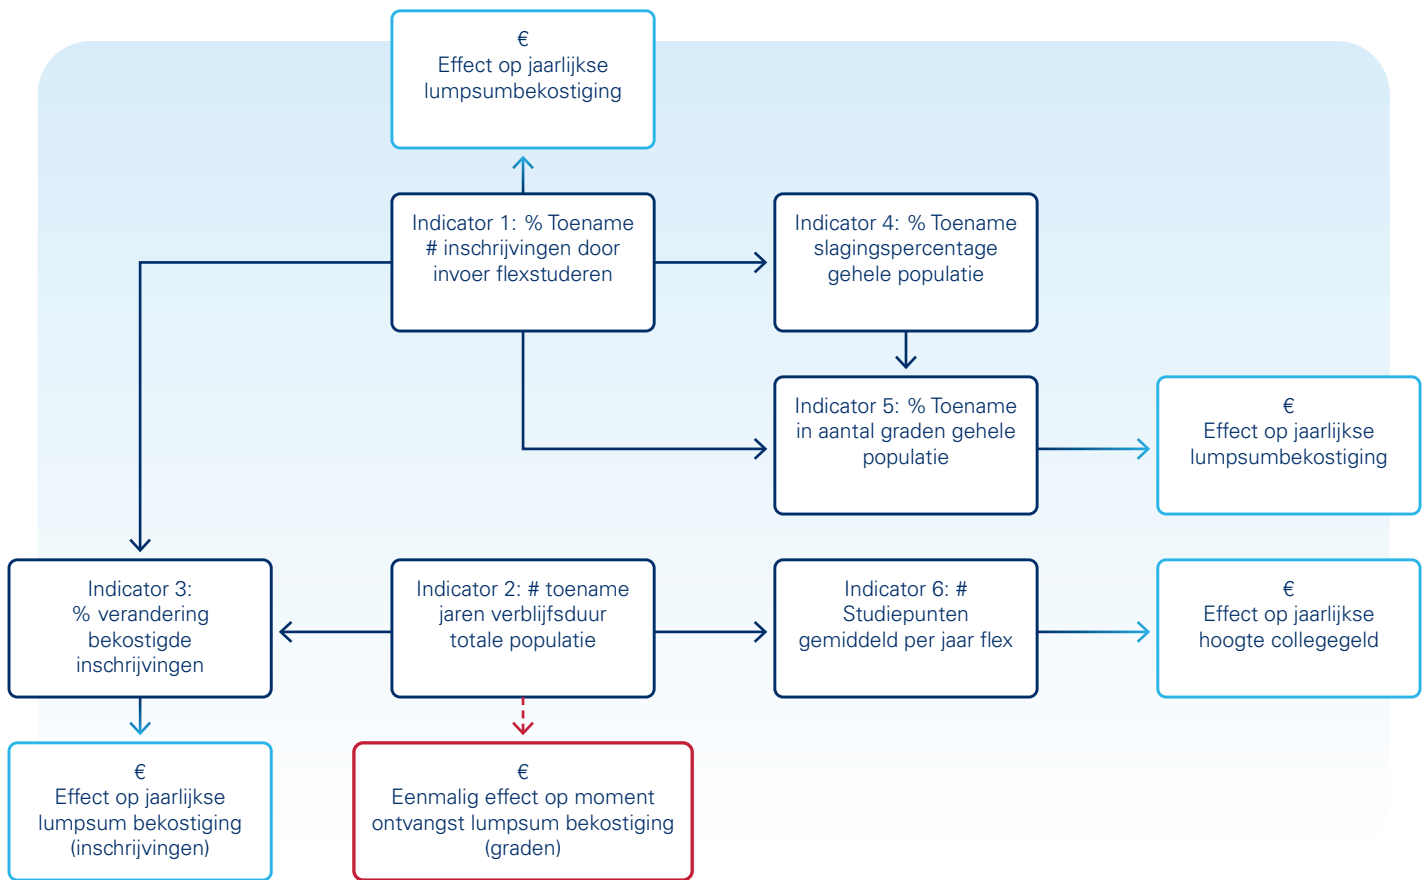 €
Effect op jaarlijkse
lumpsumbekostiging
Indicator 1: % Toename
# inschrijvingen door
invoer flexstuderen
Indicator 4: % Toename
slagingspercentage
gehele populatie
Indicator 5: % Toename
in aantal graden gehele
populatie
€
Effect op jaarlijkse
lumpsumbekostiging
Indicator 3:
% verandering
bekostigde
inschrijvingen
Indicator 2: # toename
jaren verblijfsduur
totale populatie
Indicator 6: #
Studiepunten
gemiddeld per jaar flex
€
Effect op jaarlijkse
hoogte collegegeld
€
Effect op jaarlijkse
lumpsum bekostiging
(inschrijvingen)
€
Eenmalig effect op moment
ontvangst lumpsum bekostiging
(graden)